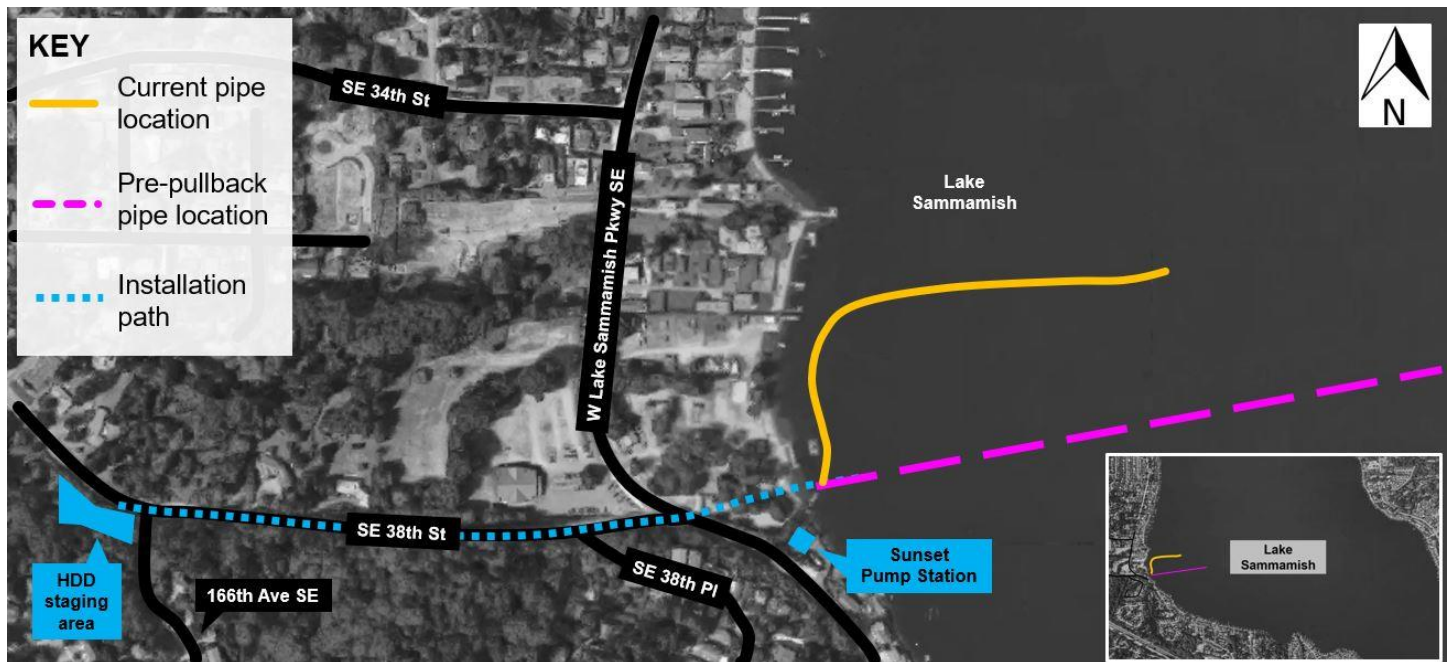 KEY
Current pipe
location
Pre-pullback
pipe location
Installation
path
SE 34th St
W Lake Sammamish Pkwy SE
Lake
Sammamish
N
SE 38th St
SE 38th Pl
HDD
staging
area
166th Ave SE
Sunset
Pump Station
Lake
Sammamish